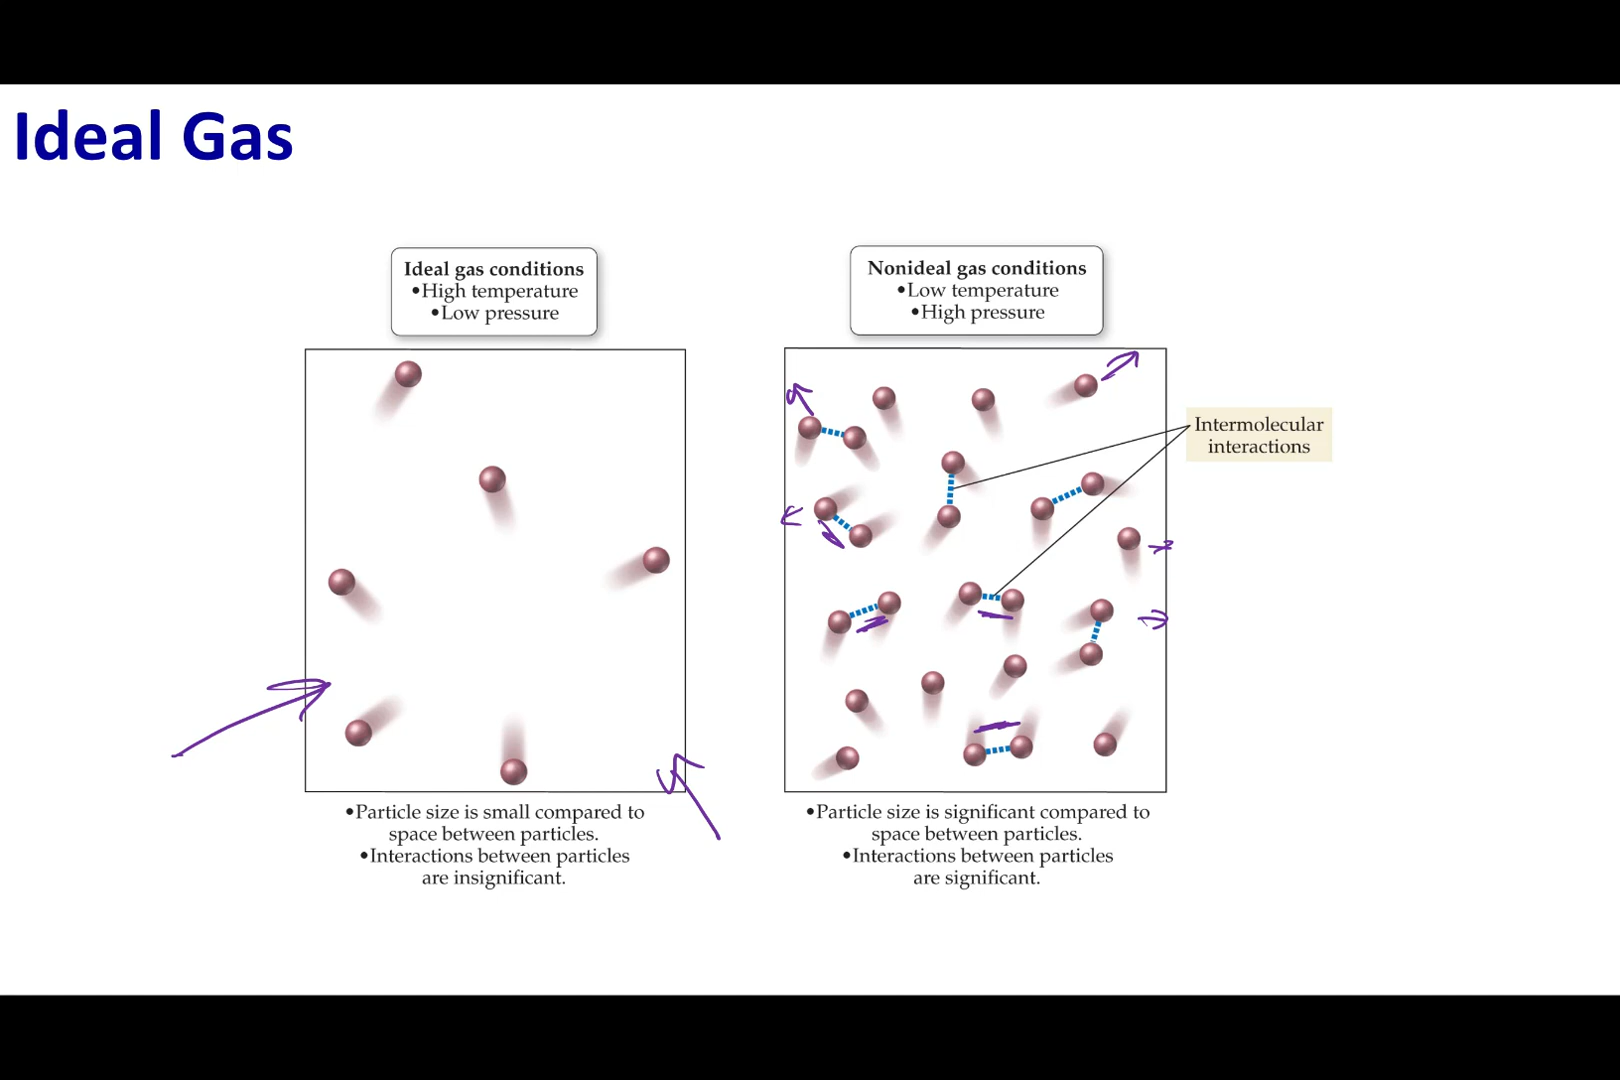 Ideal Gas
Ideal gas conditions
•High temperature
•Low pressure
Nonideal gas conditions
•Low temperature
•High pressure
Intermolecular
interactions
•Particle size is small compared to
space between particles.
•Interactions between particles
are insignificant.
•Particle size is significant compared to
space between particles.
•Interactions between particles
are significant.